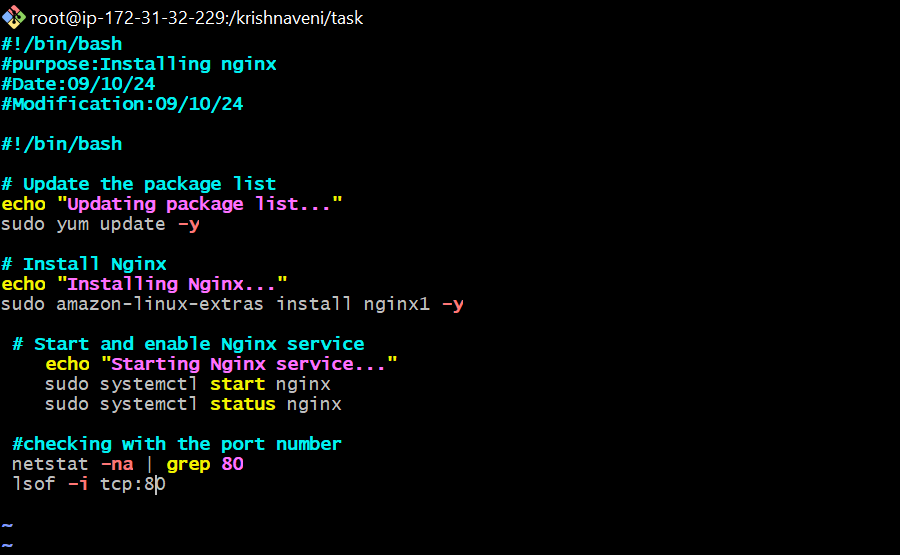 root@ip-172-31-32-229:/krishnaveni/task
#!/bin/bash
#purpose:Installing nginx
#Date:09/10/24
#Modification:09/10/24
#!/bin/bash
# Update the package list
echo "Updating package list..."
sudo yum update -y
# Install Nginx
echo "Installing Nginx..."
sudo amazon-linux-extras install nginx1 -y
# Start and enable Nginx service
echo "Starting Nginx service..."
sudo systemctl start nginx
sudo systemctl status nginx
#checking with the port number
netstat -na | grep 80
lsof -i tcp:80
~
~